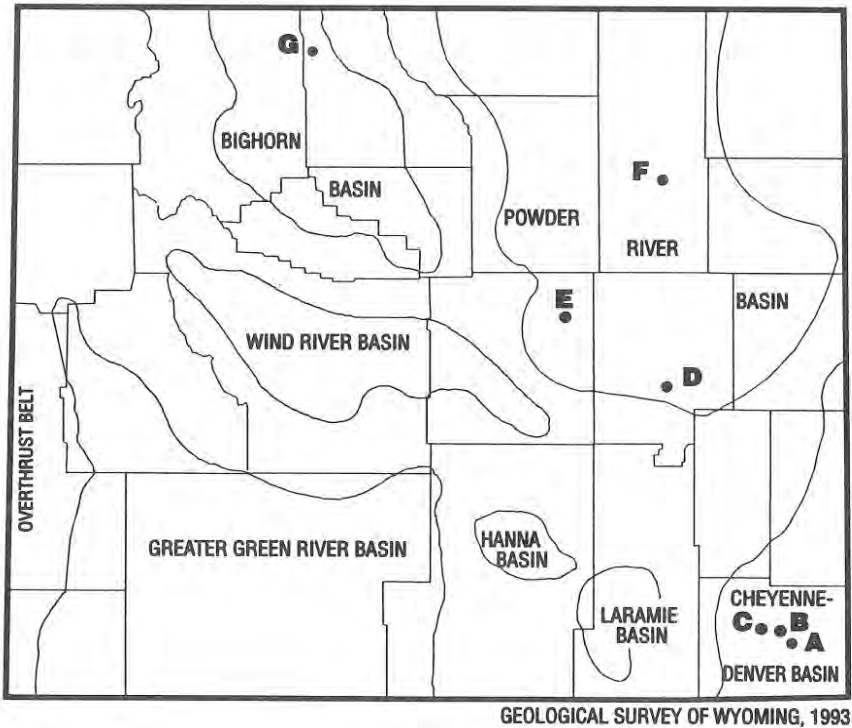 G
BIGHORN
BASIN
F
POWDER
RIVER
E
BASIN
WIND RIVER BASIN
D
OVERTHRUST BELT
GREATER GREEN RIVER BASIN
HANNA
BASIN
LARAMIE
BASIN
CHEYENNE-
C B
A
DENVER BASIN
GEOLOGICAL SURVEY OF WYOMING, 1993